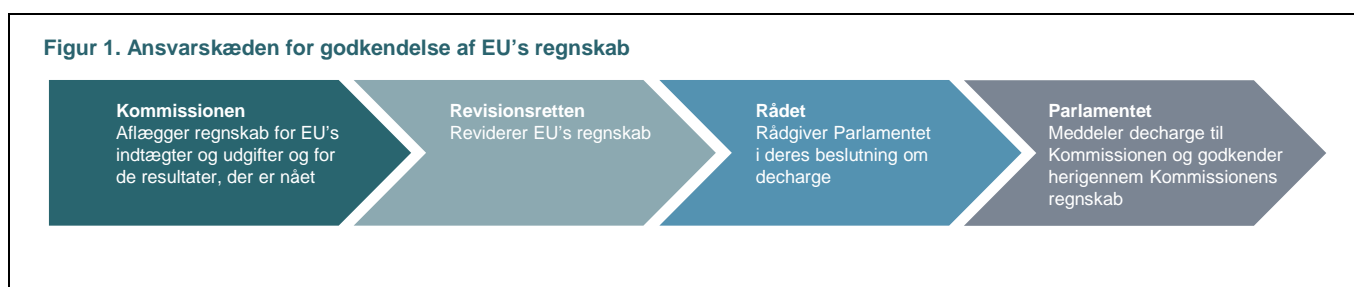 Figur 1. Ansvarskæden for godkendelse af EU’s regnskab
Kommissionen
Aflægger regnskab for EU’s
indtægter og udgifter og for
de resultater, der er nået
Revisionsretten
Reviderer EU’s regnskab
Rådet
Rådgiver Parlamentet
i deres beslutning om
decharge
Parlamentet
Meddeler decharge til
Kommissionen og godkender
herigennem Kommissionens
regnskab